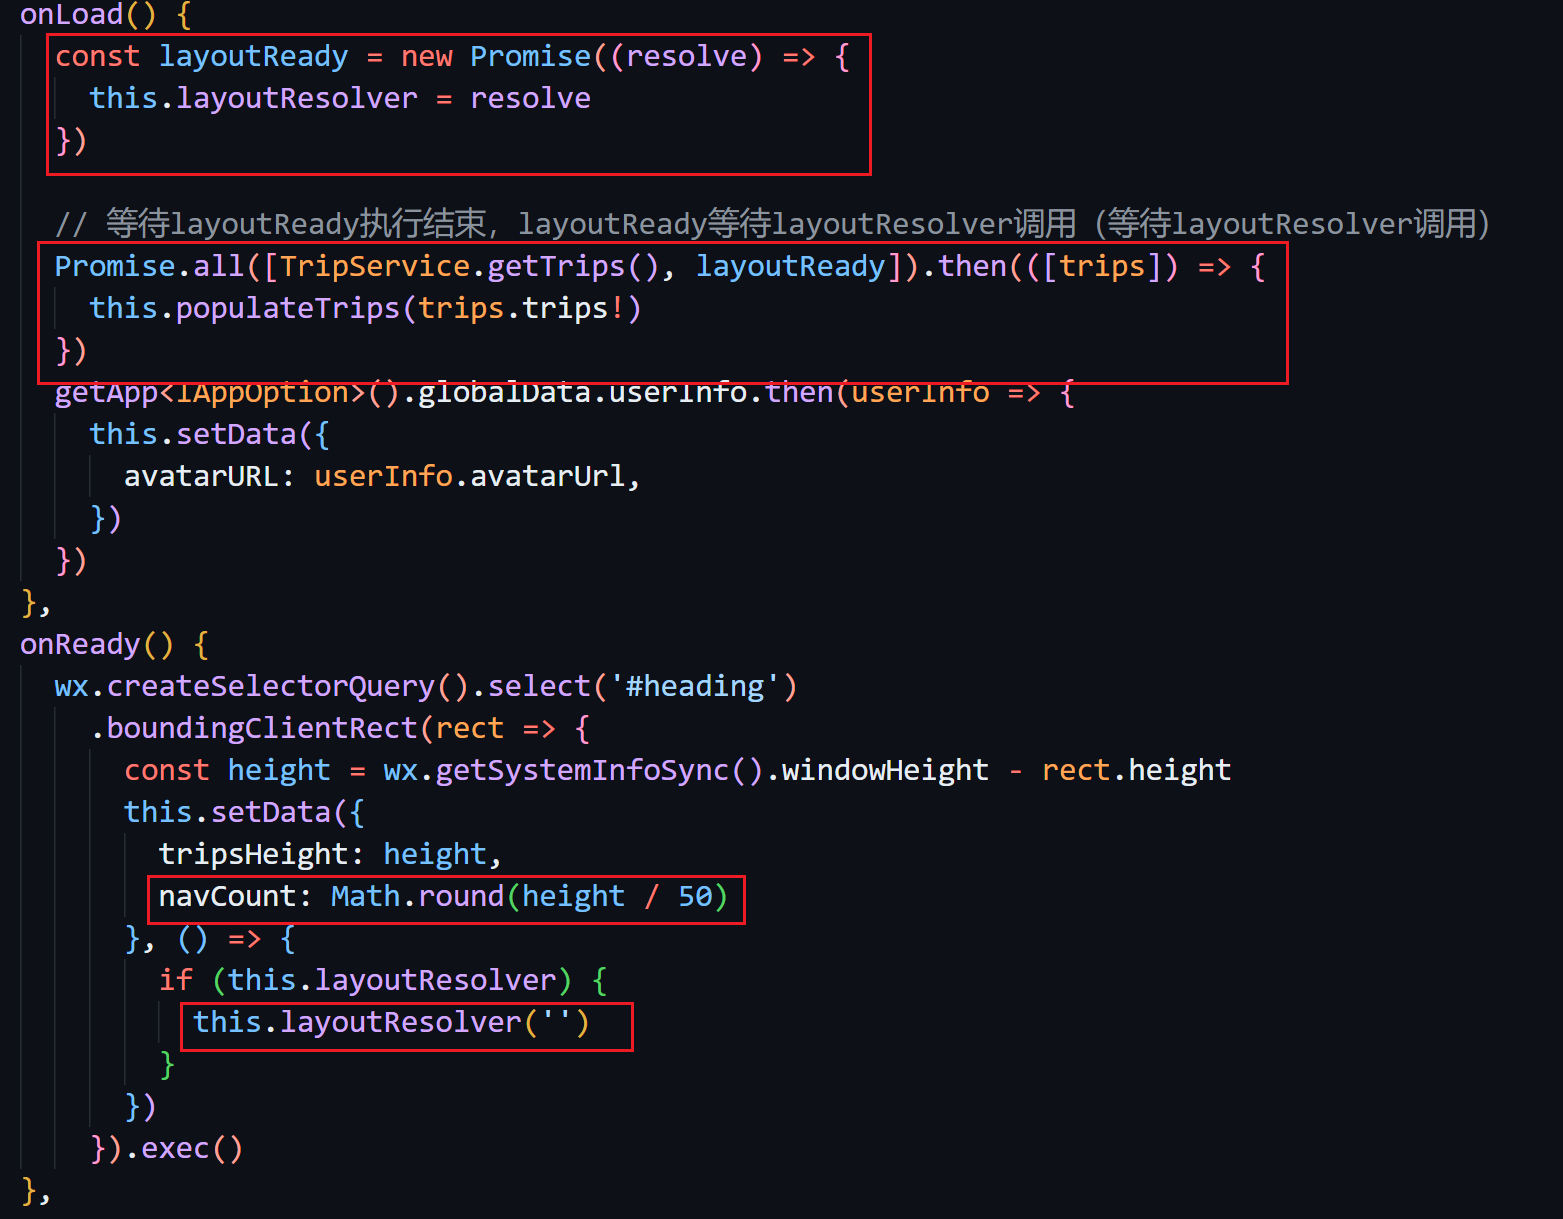 onLoad() {
const layoutReady = new Promise((resolve) => {
this.layoutResolver = resolve
})
// 等待layoutReady执行结束，layoutReady等待layoutResolver调用（等待layoutResolver调用）
Promise.all([TripService.getTrips(), layoutReady]).then(([trips]) => {
this.populateTrips(trips.trips!)
})
getApp<IAppOption>().globalData.userInfo.then(userInfo => {
this.setData({
avatarURL: userInfo.avatarUrl,
})
})
},
onReady() {
wx.createSelectorQuery().select('#heading')
.boundingClientRect(rect => {
const height = wx.getSystemInfoSync().windowHeight - rect.height
this.setData({
tripsHeight: height,
navCount: Math.round(height / 50)
}, () => {
if (this.layoutResolver) {
this.layoutResolver('')
}
})
}).exec()
},